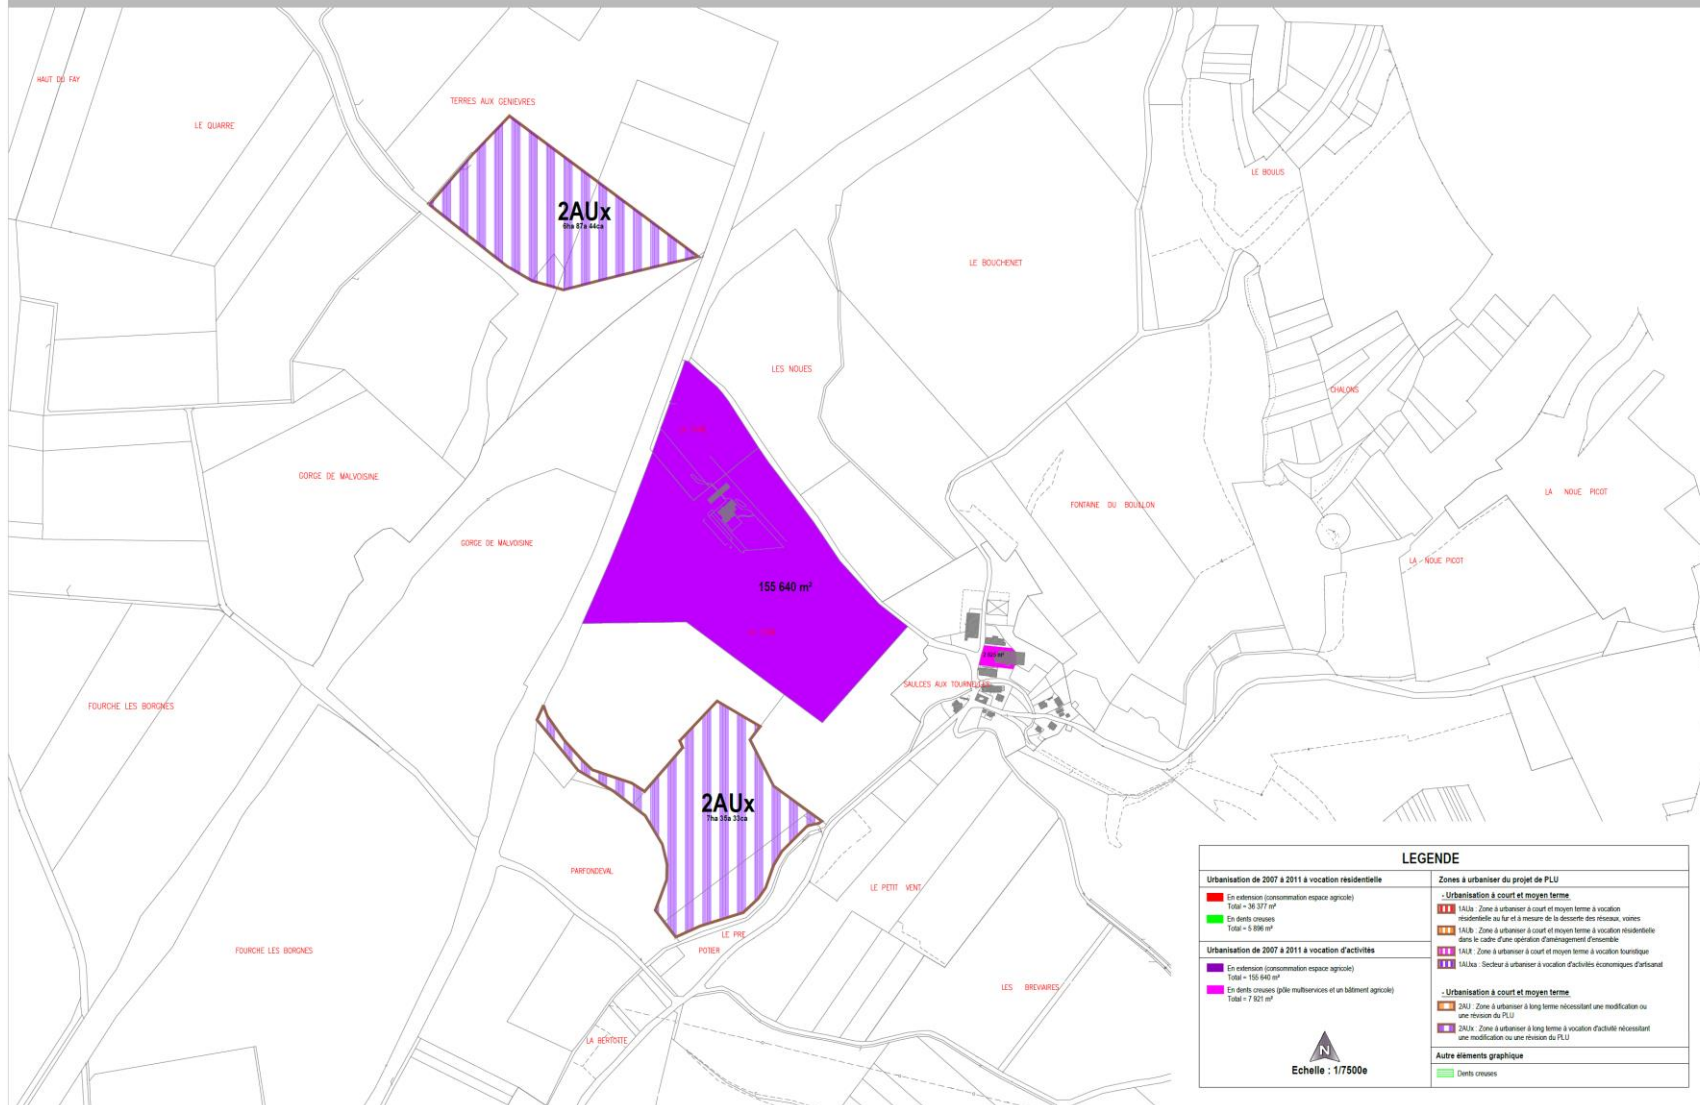 HAUT DU FAY
LE QUARRE
TERRES AUX GENIEVRES
2AUx
6ha 87a 44ca
LE BOULIS
LE BOUCHENET
LES NOUES
CHALONS
GORGE DE MALVOISINE
GORGE DE MALVOISINE
LA NOUE PICOT
FONTAINE DU BOUILLON
LA NOUE PICOT
155 640 m²
SAULCES AUX TOURNELLES
FOURCHE LES BORGNES
2AUx
7ha 35a 33ca
PARFONDEVAL
LE PETIT VENT
LE PRE
POTIER
FOURCHE LES BORGNES
LES BREVIAIRES
LA BERTOITE
LEGENDE
Urbanisation de 2007 à 2011 à vocation résidentielle
En extension (consommation espace agricole)
Total = 36 377 m²
En dents creuses
Total = 5 896 m²
Urbanisation de 2007 à 2011 à vocation d'activités
En extension (consommation espace agricole)
Total = 155 640 m²
En dents creuses (pôle multiservices et un bâtiment agricole)
Total = 7 921 m²
N
Echelle : 1/7500e
Zones à urbaniser du projet de PLU
- Urbanisation à court et moyen terme
1AUa : Zone à urbaniser à court et moyen terme à vocation
résidentielle au fur et à mesure de la desserte des réseaux, voiries
1AUb : Zone à urbaniser à court et moyen terme à vocation résidentielle
dans le cadre d'une opération d'aménagement d'ensemble
1AUt : Zone à urbaniser à court et moyen terme à vocation touristique
1AUxa : Secteur à urbaniser à vocation d'activités économiques d'artisanat
- Urbanisation à court et moyen terme
2AU : Zone à urbaniser à long terme nécessitant une modification ou
une révision du PLU
2AUx : Zone à urbaniser à long terme à vocation d'activité nécessitant
une modification ou une révision du PLU
Autre éléments graphique
Dents creuses